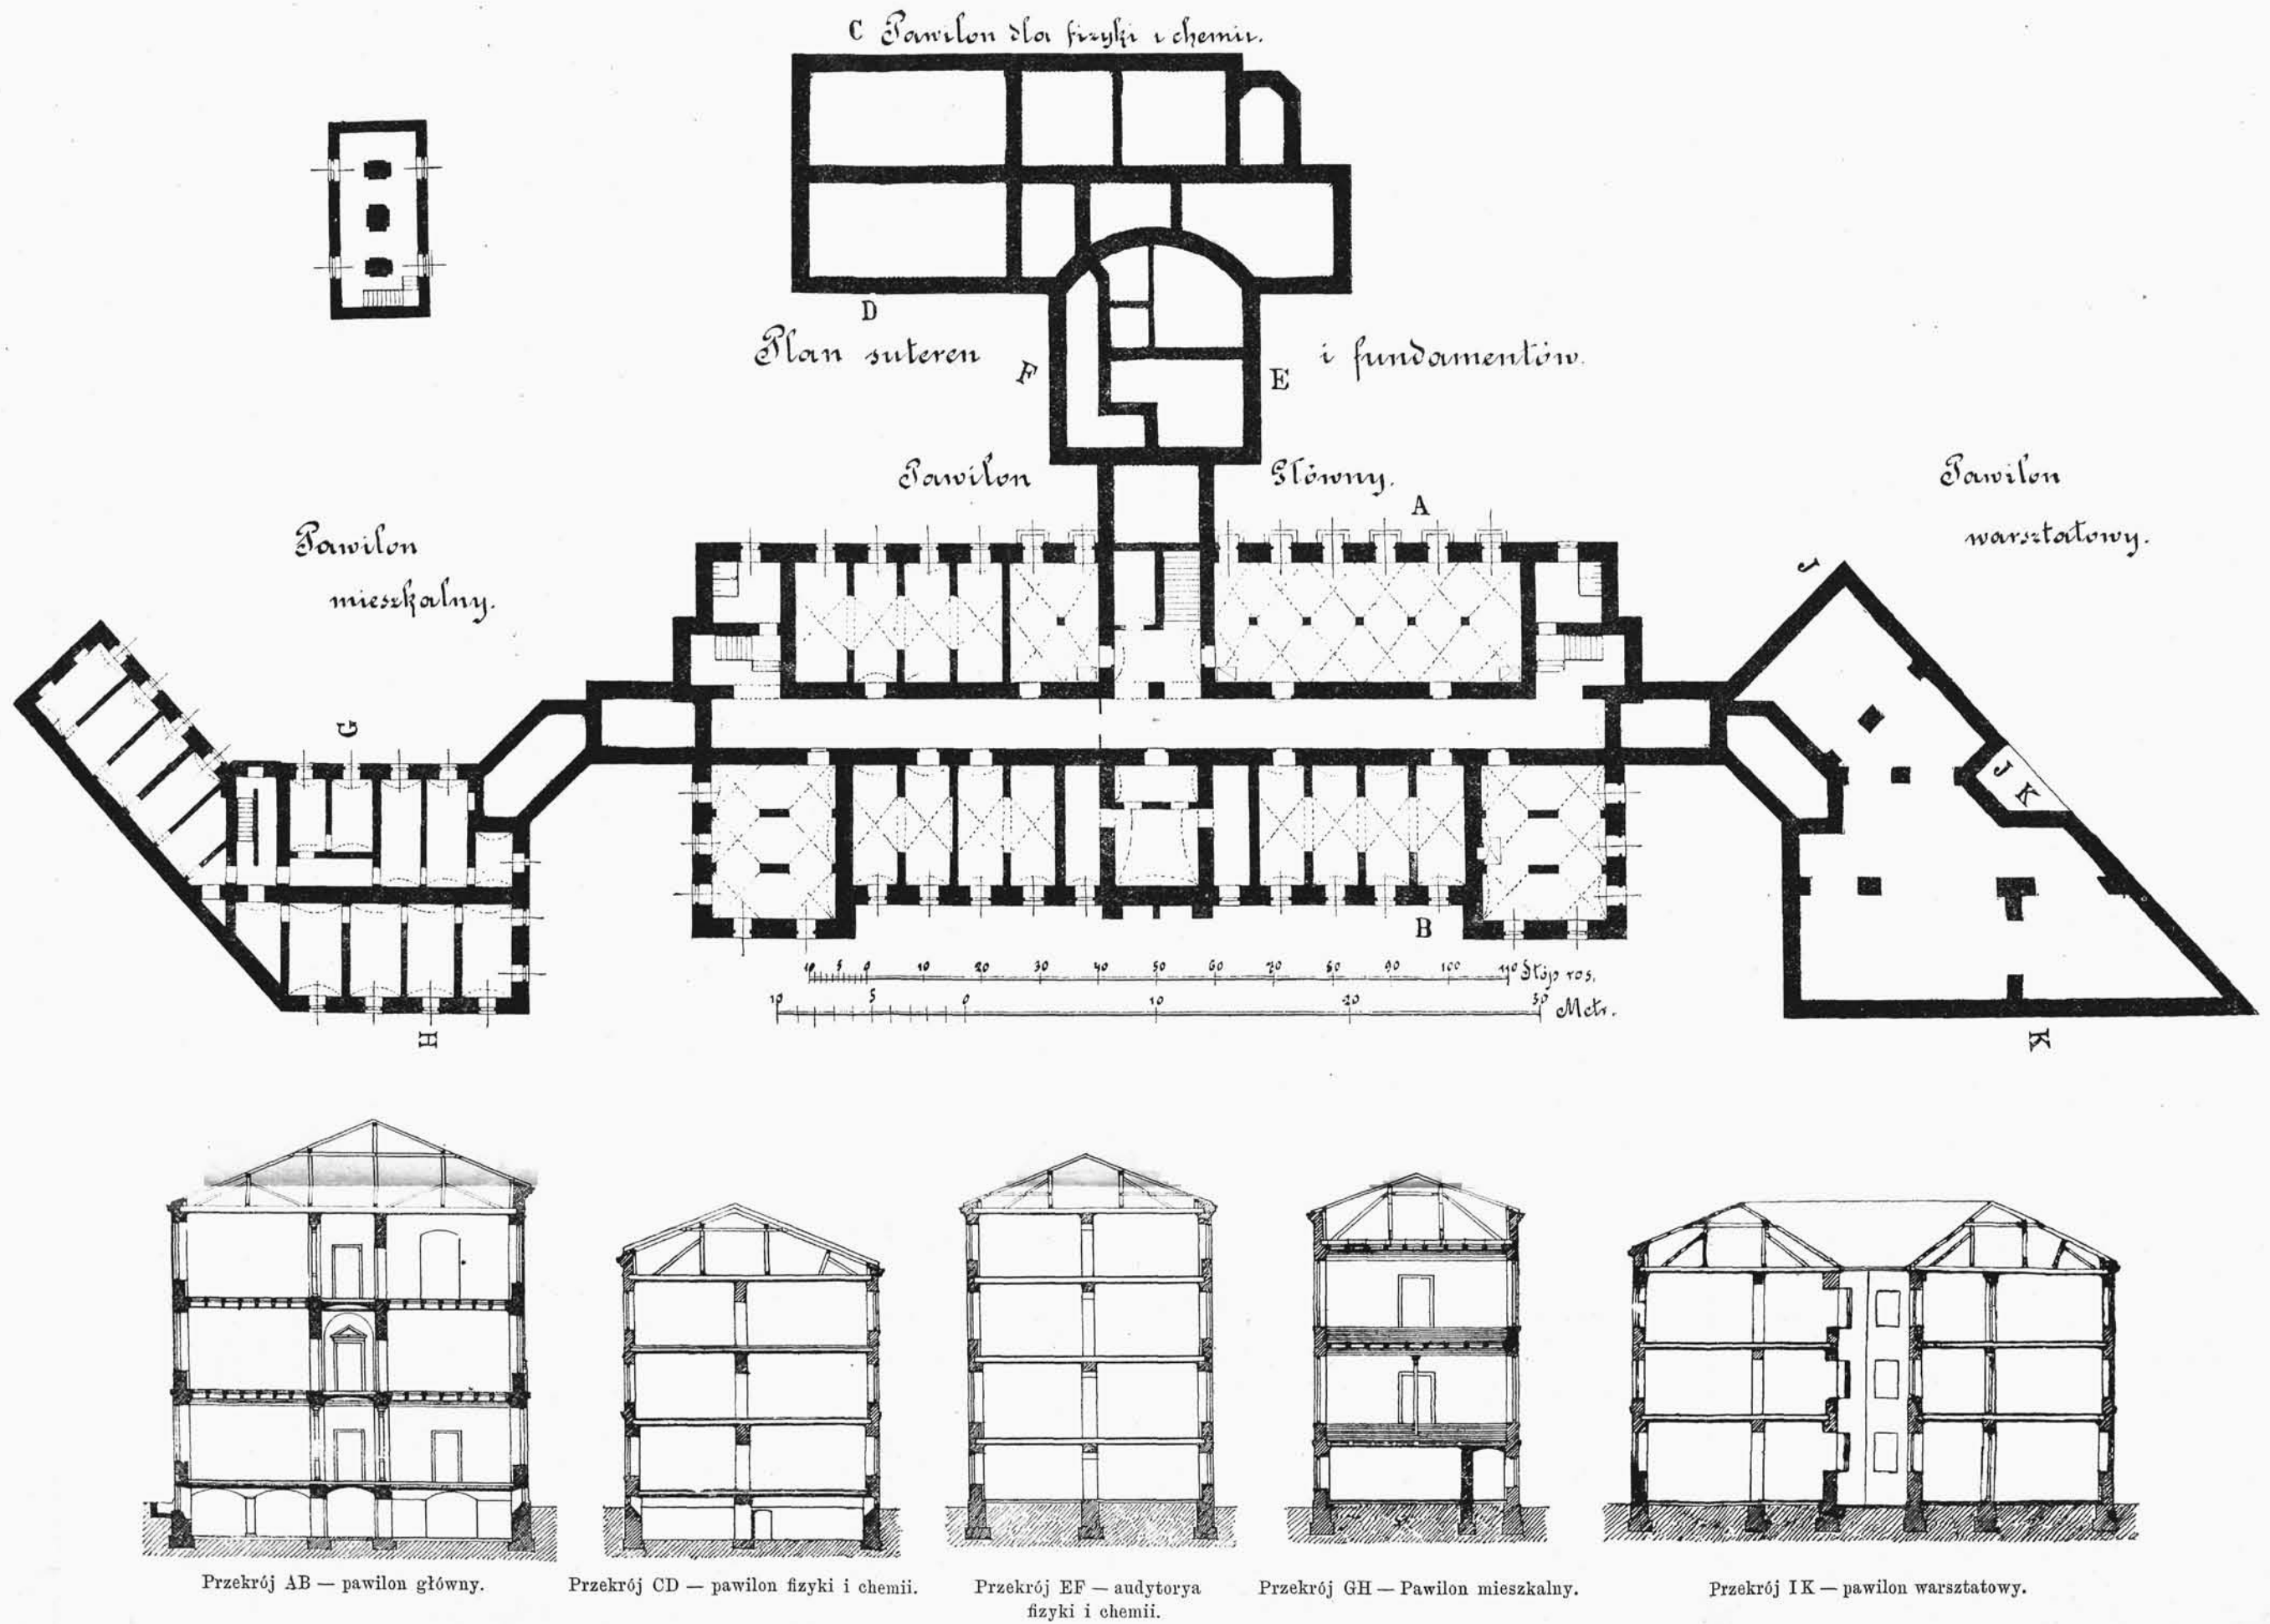 C Pawilon dla fizyki i chemii.
D
Plan suteren i fundamentów.
F
E
Pawilon Główny.
A
Pawilon
warsztatowy.
Pawilon
mieszkalny.
J
G
J K
B
10 5 0 10 20 30 40 50 60 70 80 90 100 110 Stóp ros.
10 5 0 10 20 30 Metr.
H
K
Przekrój AB — pawilon główny.
Przekrój CD — pawilon fizyki i chemii.
Przekrój EF — audytorya
fizyki i chemii.
Przekrój GH — Pawilon mieszkalny.
Przekrój IK — pawilon warsztatowy.